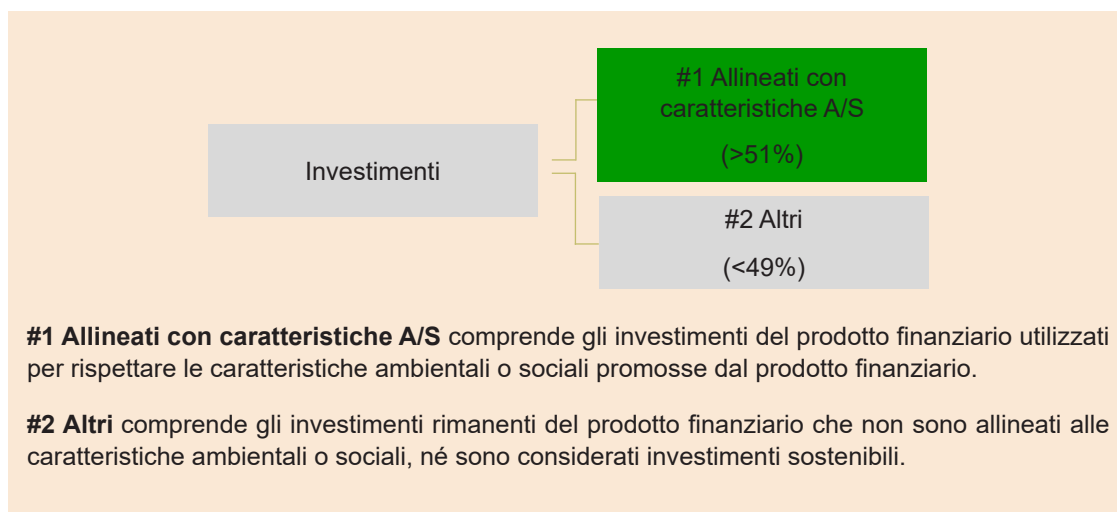 #1 Allineati con
caratteristiche A/S
(>51%)
Investimenti
#2 Altri
(<49%)
#1 Allineati con caratteristiche A/S comprende gli investimenti del prodotto finanziario utilizzati
per rispettare le caratteristiche ambientali o sociali promosse dal prodotto finanziario.
#2 Altri comprende gli investimenti rimanenti del prodotto finanziario che non sono allineati alle
caratteristiche ambientali o sociali, né sono considerati investimenti sostenibili.